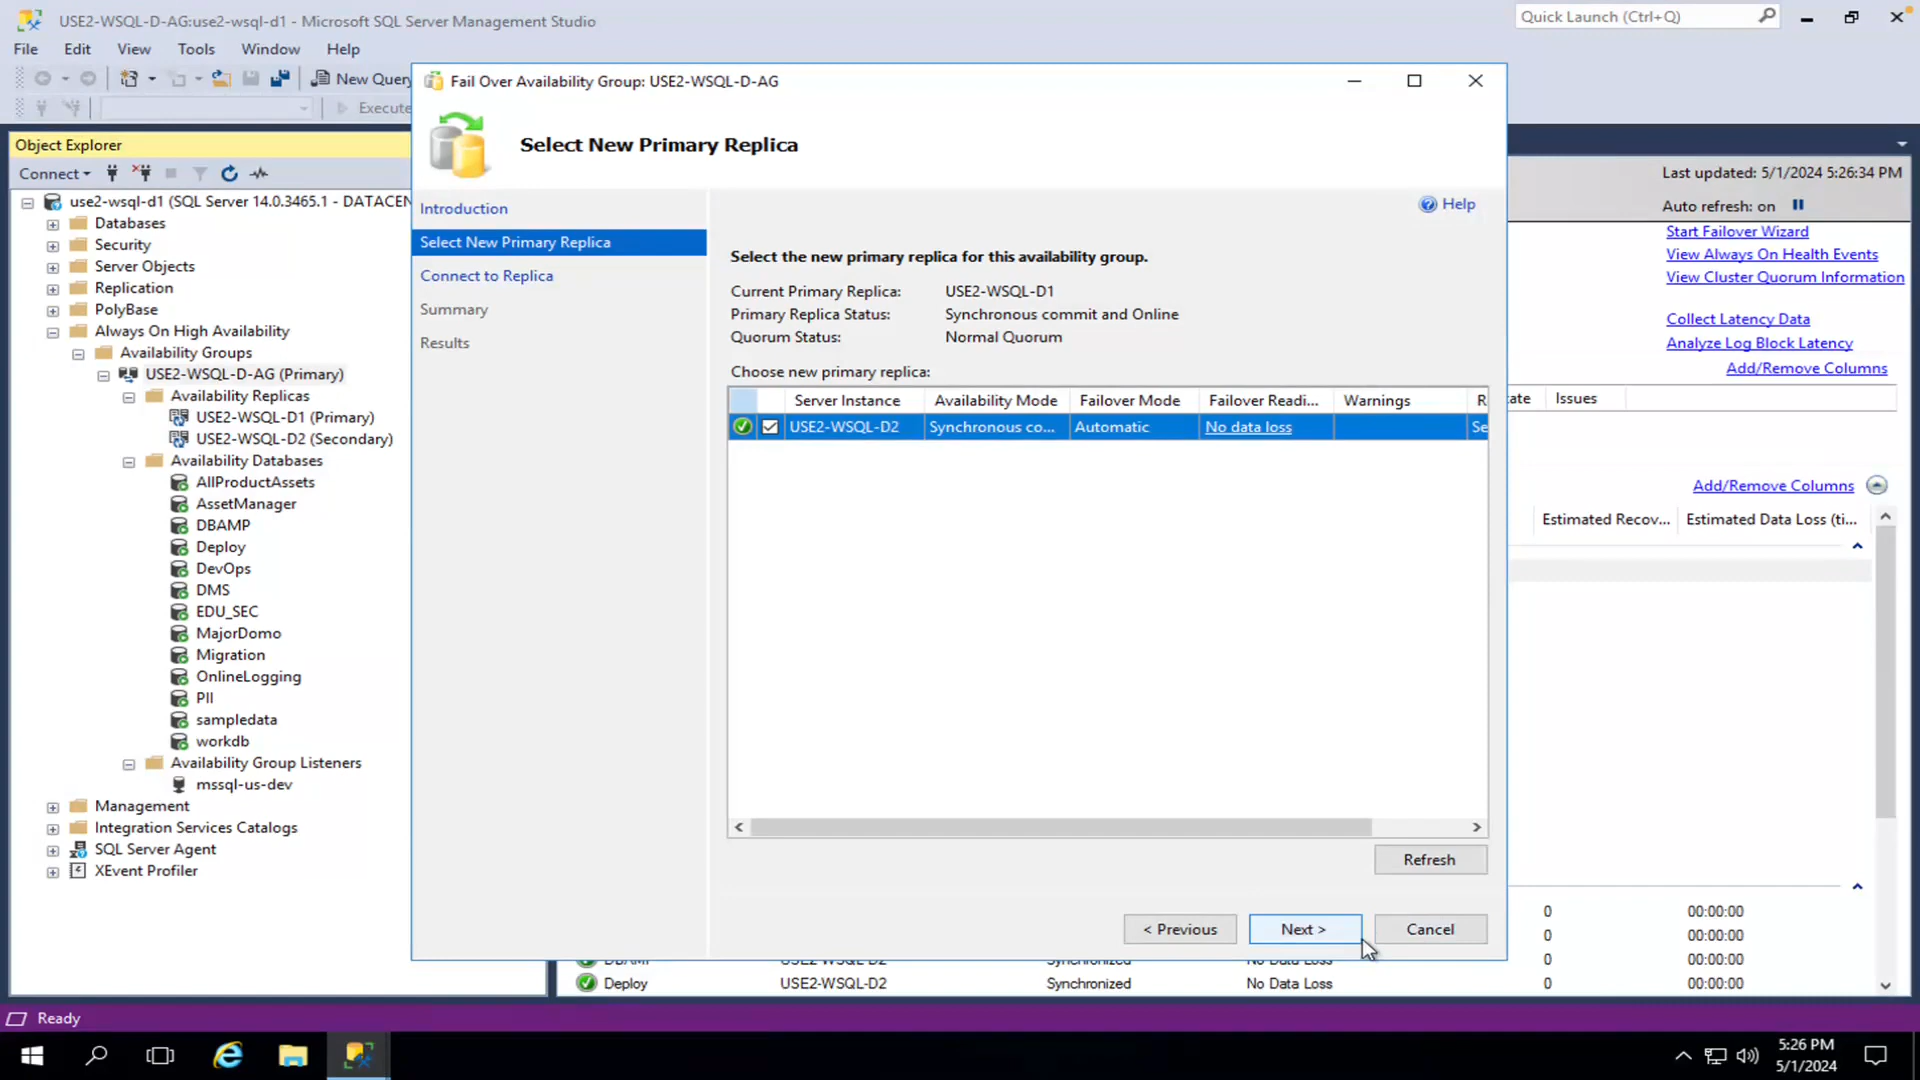 USE2-WSQL-D-AG:use2-wsql-d1 - Microsoft SQL Server Management Studio
Quick Launch (Ctrl+Q)
File Edit View Tools Window Help
New Query
Execute
Fail Over Availability Group: USE2-WSQL-D-AG
Select New Primary Replica
Object Explorer
Connect
use2-wsql-d1 (SQL Server 14.0.3465.1 - DATACEN
Databases
Security
Server Objects
Replication
PolyBase
Always On High Availability
Availability Groups
USE2-WSQL-D-AG (Primary)
Availability Replicas
USE2-WSQL-D1 (Primary)
USE2-WSQL-D2 (Secondary)
Availability Databases
AllProductAssets
AssetManager
DBAMP
Deploy
DevOps
DMS
EDU_SEC
MajorDomo
Migration
OnlineLogging
PII
sampledata
workdb
Availability Group Listeners
mssql-us-dev
Management
Integration Services Catalogs
SQL Server Agent
XEvent Profiler
Introduction
Select New Primary Replica
Connect to Replica
Summary
Results
Help
Select the new primary replica for this availability group.
Current Primary Replica: USE2-WSQL-D1
Primary Replica Status: Synchronous commit and Online
Quorum Status: Normal Quorum
Choose new primary replica:
Server Instance Availability Mode Failover Mode Failover Readi... Warnings R
USE2-WSQL-D2 Synchronous co... Automatic No data loss Se
Refresh
< Previous Next > Cancel
Last updated: 5/1/2024 5:26:34 PM
Auto refresh: on
Start Failover Wizard
View Always On Health Events
View Cluster Quorum Information
Collect Latency Data
Analyze Log Block Latency
Add/Remove Columns
ate Issues
Add/Remove Columns
Estimated Recov... Estimated Data Loss (ti...
0 00:00:00
0 00:00:00
DBAMP USE2-WSQL-D2 Synchronized No Data Loss 0 00:00:00
Deploy USE2-WSQL-D2 Synchronized No Data Loss 0 00:00:00
Ready
5:26 PM
5/1/2024